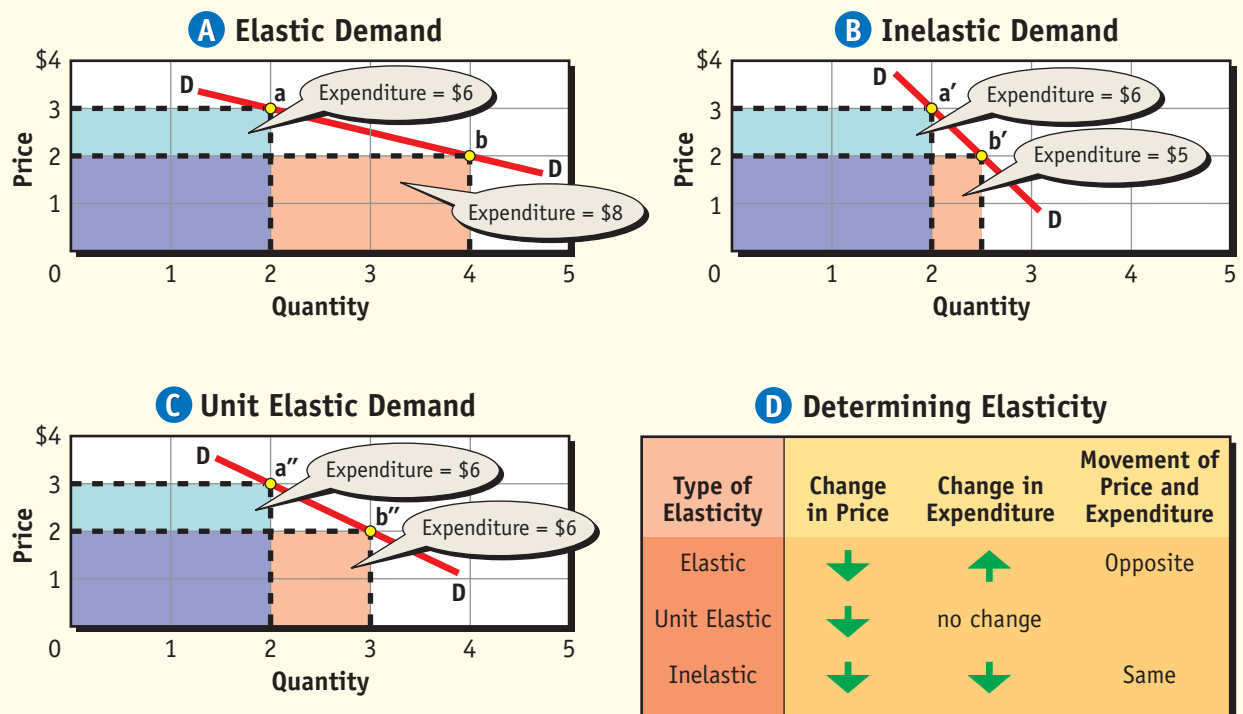 A Elastic Demand
$4
3
2
1
0
1
2
3
4
5
Price
Quantity
D
a
b
D
Expenditure = $6
Expenditure = $8
B Inelastic Demand
$4
3
2
1
0
1
2
3
4
5
Price
Quantity
D
a′
b′
D
Expenditure = $6
Expenditure = $5
C Unit Elastic Demand
$4
3
2
1
0
1
2
3
4
5
Price
Quantity
D
a″
b″
D
Expenditure = $6
Expenditure = $6
D Determining Elasticity
Type of
Elasticity
Change
in Price
Change in
Expenditure
Movement of
Price and
Expenditure
Elastic
Opposite
Unit Elastic
no change
Inelastic
Same